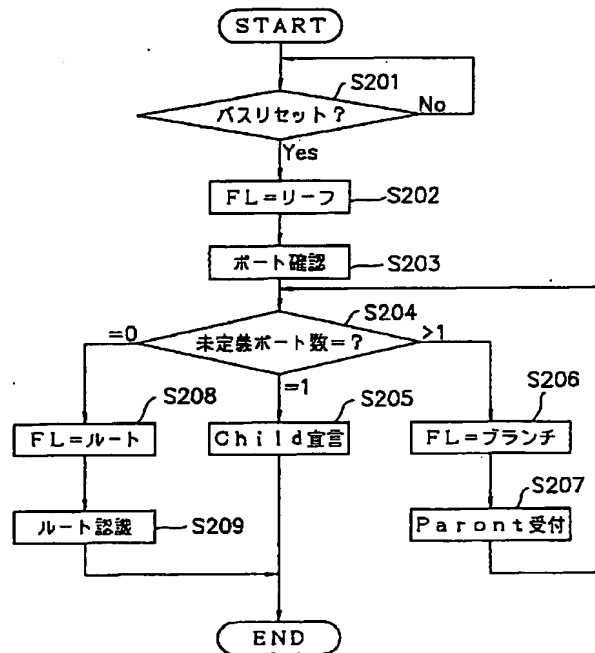 START
S201
バスリセット？
No
Yes
FL＝リーフ
S202
ポート確認
S203
S204
=0
未定義ポート数＝？
>1
=1
S208
S205
S206
FL＝ルート
Child宣言
FL＝ブランチ
S207
ルート認識
S209
Paront受付
END